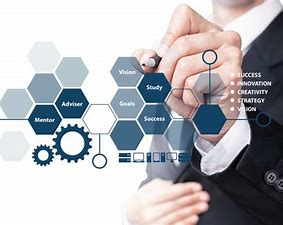 Vision
Study
Adviser
Goals
Mentor
Success
SUCCESS
INNOVATION
CREATIVITY
STRATEGY
VISION